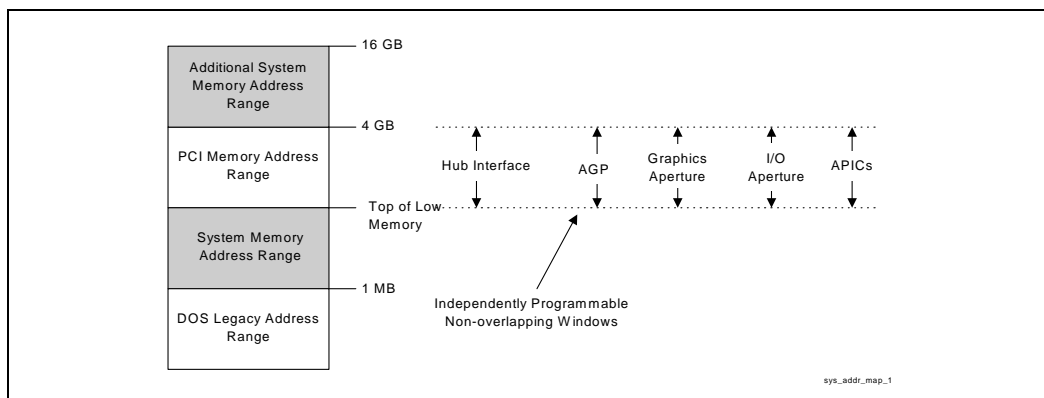 16 GB
Additional System
Memory Address
Range
4 GB
PCI Memory Address
Range
Hub Interface
AGP
Graphics
Aperture
I/O
Aperture
APICs
Top of Low
Memory
System Memory
Address Range
1 MB
Independently Programmable
Non-overlapping Windows
DOS Legacy Address
Range
sys_addr_map_1